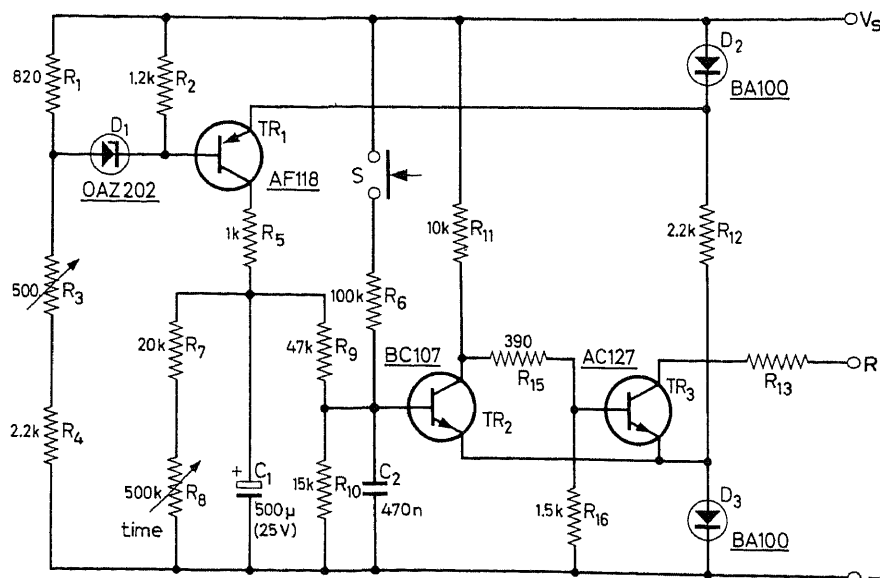 Vs
D2
820 R1
1.2k R2
BA100
D1
TR1
OAZ202
AF118
S
1k R5
10k R11
2.2k R12
500 R3
100k R6
20k R7
47k R9
BC107
390
R15
AC127
R13
R
TR2
TR3
2.2k R4
500k R8
time
+ C1
500μ
(25V)
15k R10
C2
470n
1.5k R16
D3
BA100